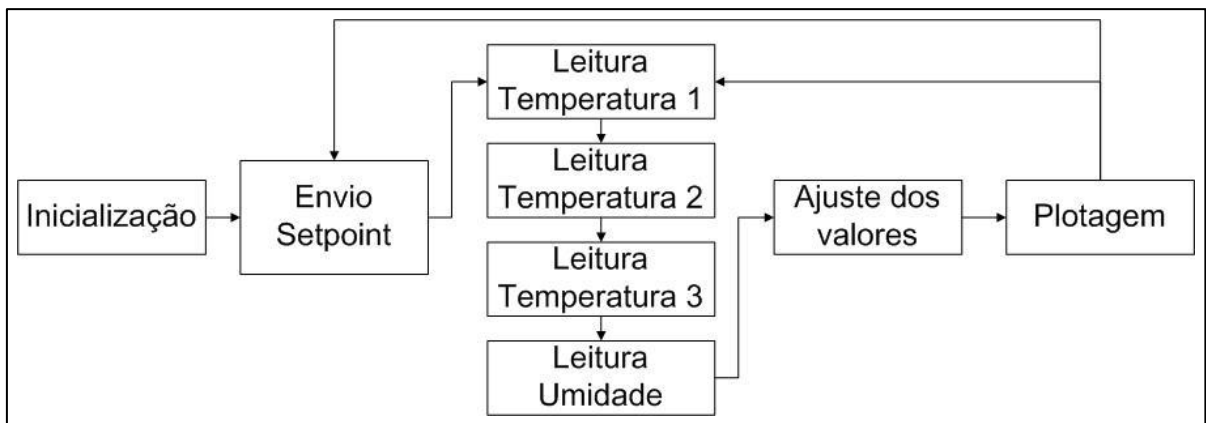 Inicialização
Envio
Setpoint
Leitura
Temperatura 1
Leitura
Temperatura 2
Leitura
Temperatura 3
Leitura
Umidade
Ajuste dos
valores
Plotagem